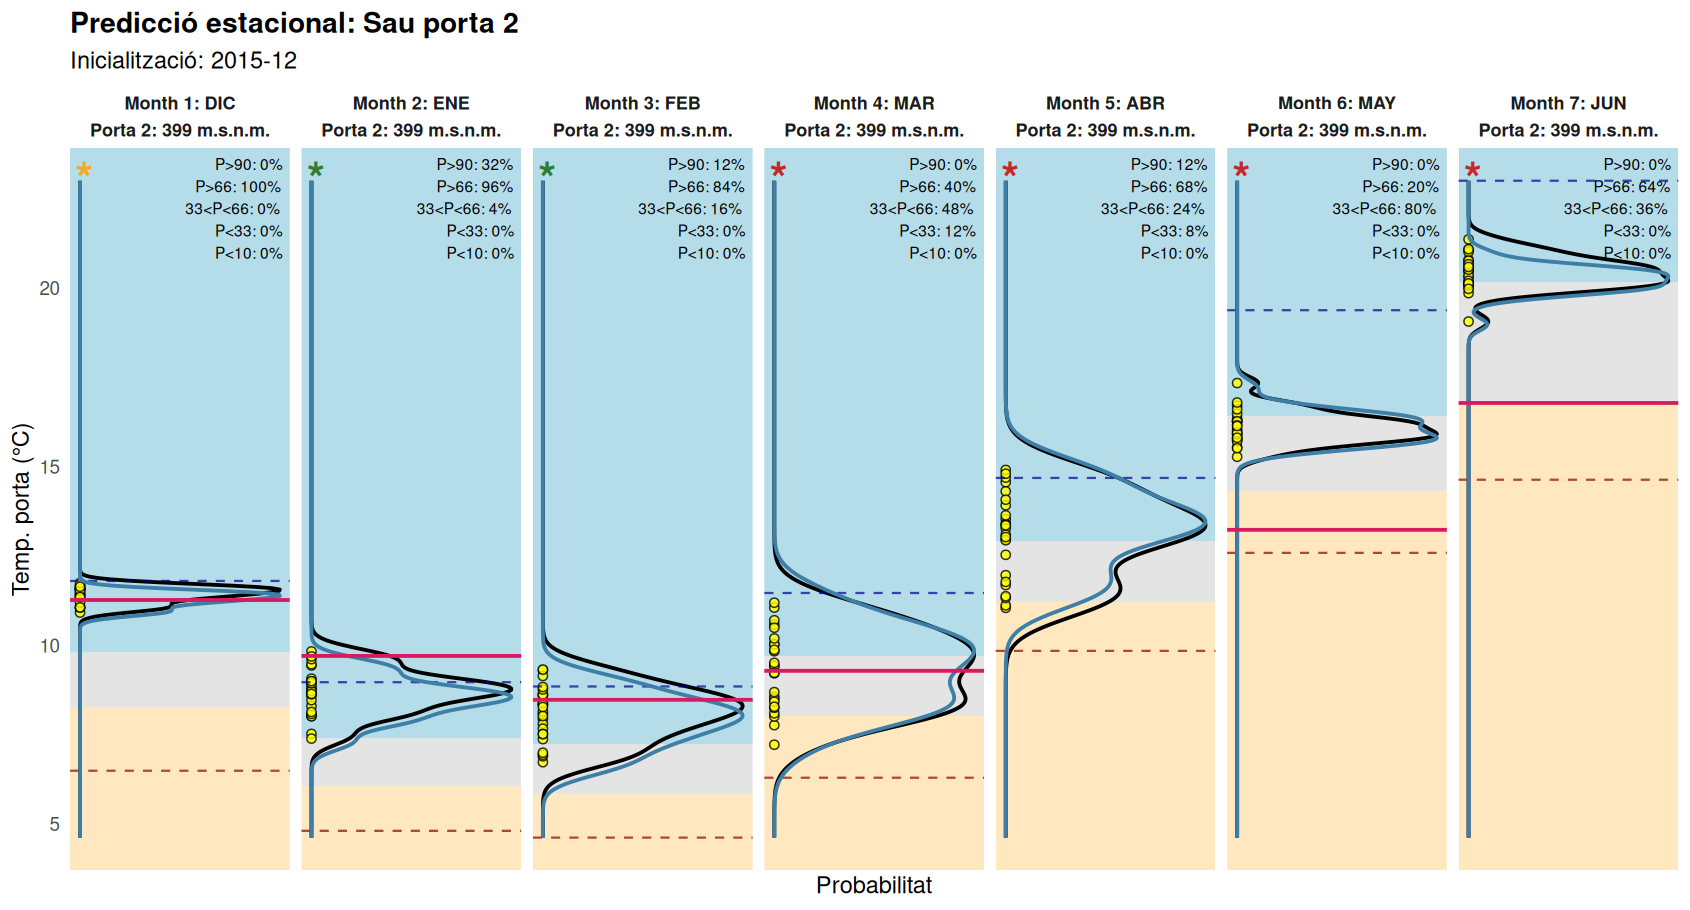 Predicció estacional: Sau porta 2
Inicialització: 2015-12
Month 1: DIC
Porta 2: 399 m.s.n.m.
Month 2: ENE
Porta 2: 399 m.s.n.m.
Month 3: FEB
Porta 2: 399 m.s.n.m.
Month 4: MAR
Porta 2: 399 m.s.n.m.
Month 5: ABR
Porta 2: 399 m.s.n.m.
Month 6: MAY
Porta 2: 399 m.s.n.m.
Month 7: JUN
Porta 2: 399 m.s.n.m.
*
P>90: 0%
P>66: 100%
33<P<66: 0%
P<33: 0%
P<10: 0%
*
P>90: 32%
P>66: 96%
33<P<66: 4%
P<33: 0%
P<10: 0%
*
P>90: 12%
P>66: 84%
33<P<66: 16%
P<33: 0%
P<10: 0%
*
P>90: 0%
P>66: 40%
33<P<66: 48%
P<33: 12%
P<10: 0%
*
P>90: 12%
P>66: 68%
33<P<66: 24%
P<33: 8%
P<10: 0%
*
P>90: 0%
P>66: 20%
33<P<66: 80%
P<33: 0%
P<10: 0%
*
P>90: 0%
P>66: 64%
33<P<66: 36%
P<33: 0%
P<10: 0%
Temp. porta (°C)
20
15
10
5
Probabilitat